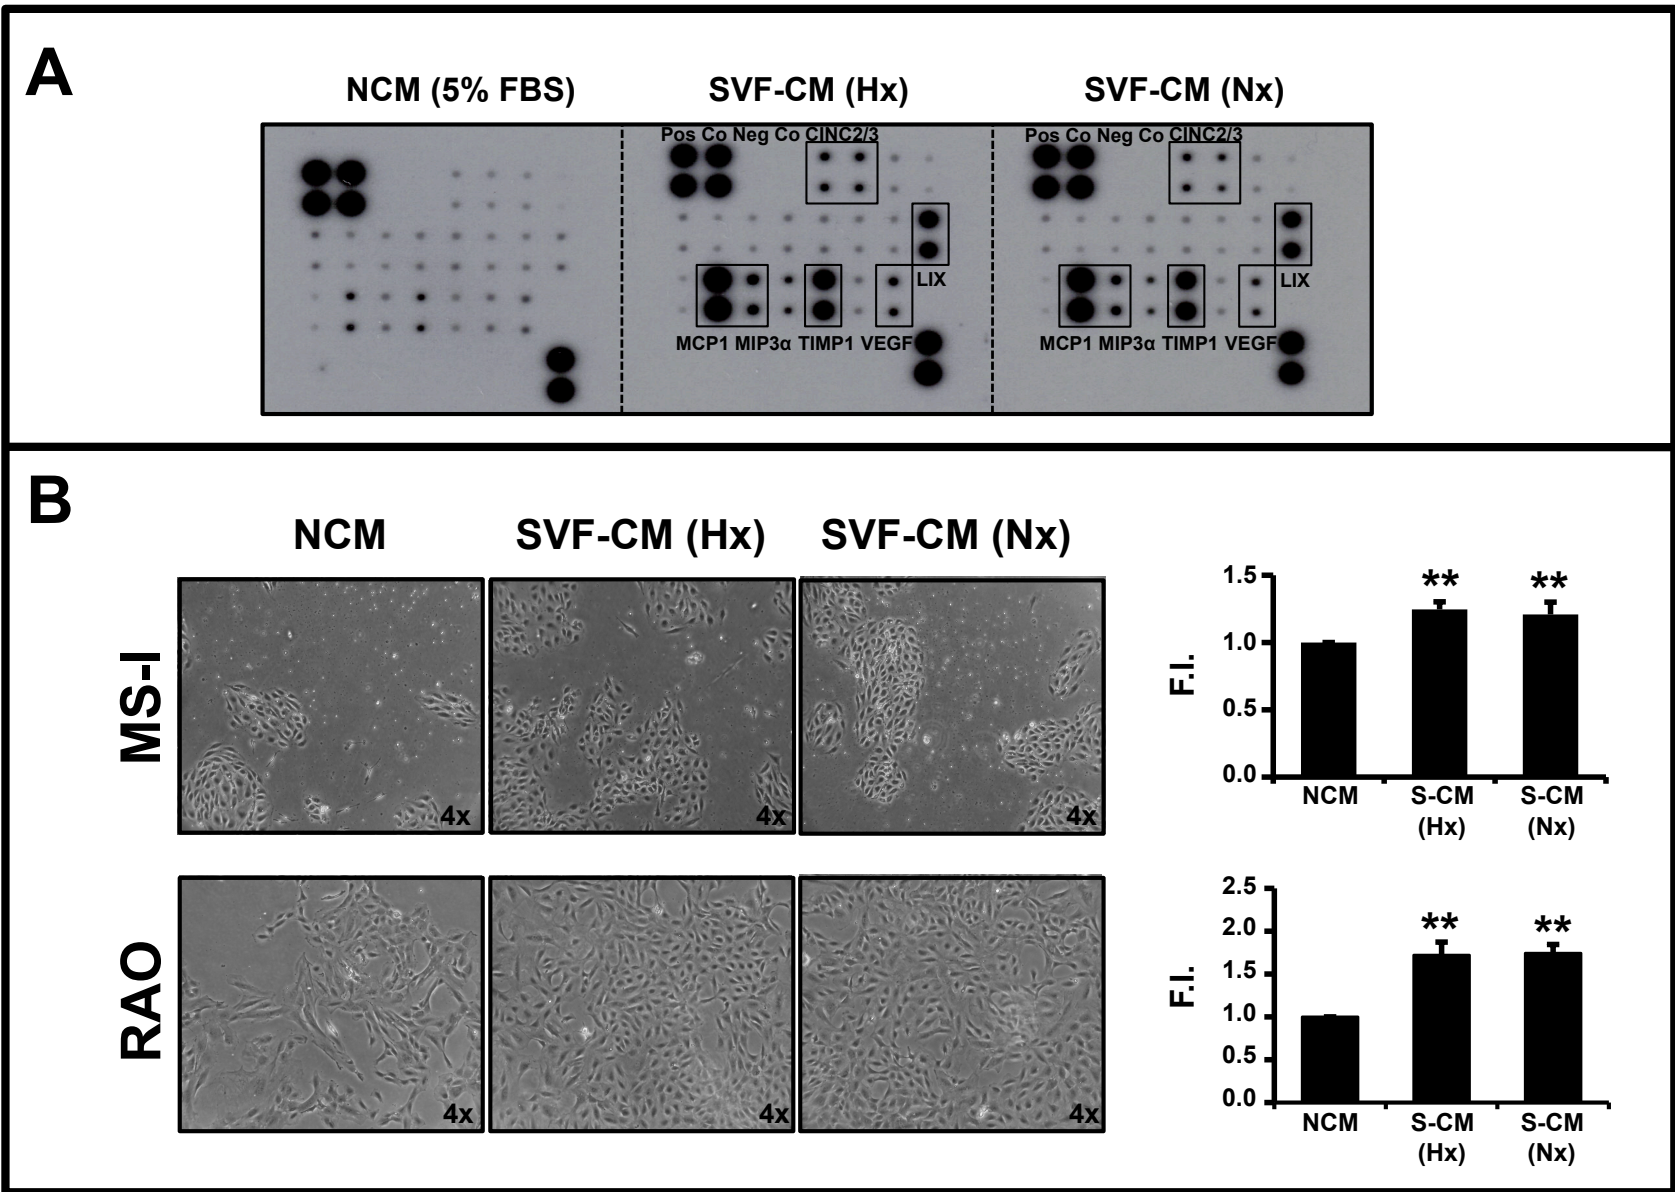 A
NCM (5% FBS) SVF-CM (Hx) SVF-CM (Nx)
Pos Co Neg Co CINC2/3 Pos Co Neg Co CINC2/3
LIX LIX
MCP1 MIP3α TIMP1 VEGF MCP1 MIP3α TIMP1 VEGF
B
NCM SVF-CM (Hx) SVF-CM (Nx)
MS-I
4x 4x 4x
F.I.
1.5
1.0
0.5
0.0
** **
NCM S-CM (Hx) S-CM (Nx)
RAO
4x 4x 4x
F.I.
2.5
2.0
1.5
1.0
0.5
0.0
** **
NCM S-CM (Hx) S-CM (Nx)